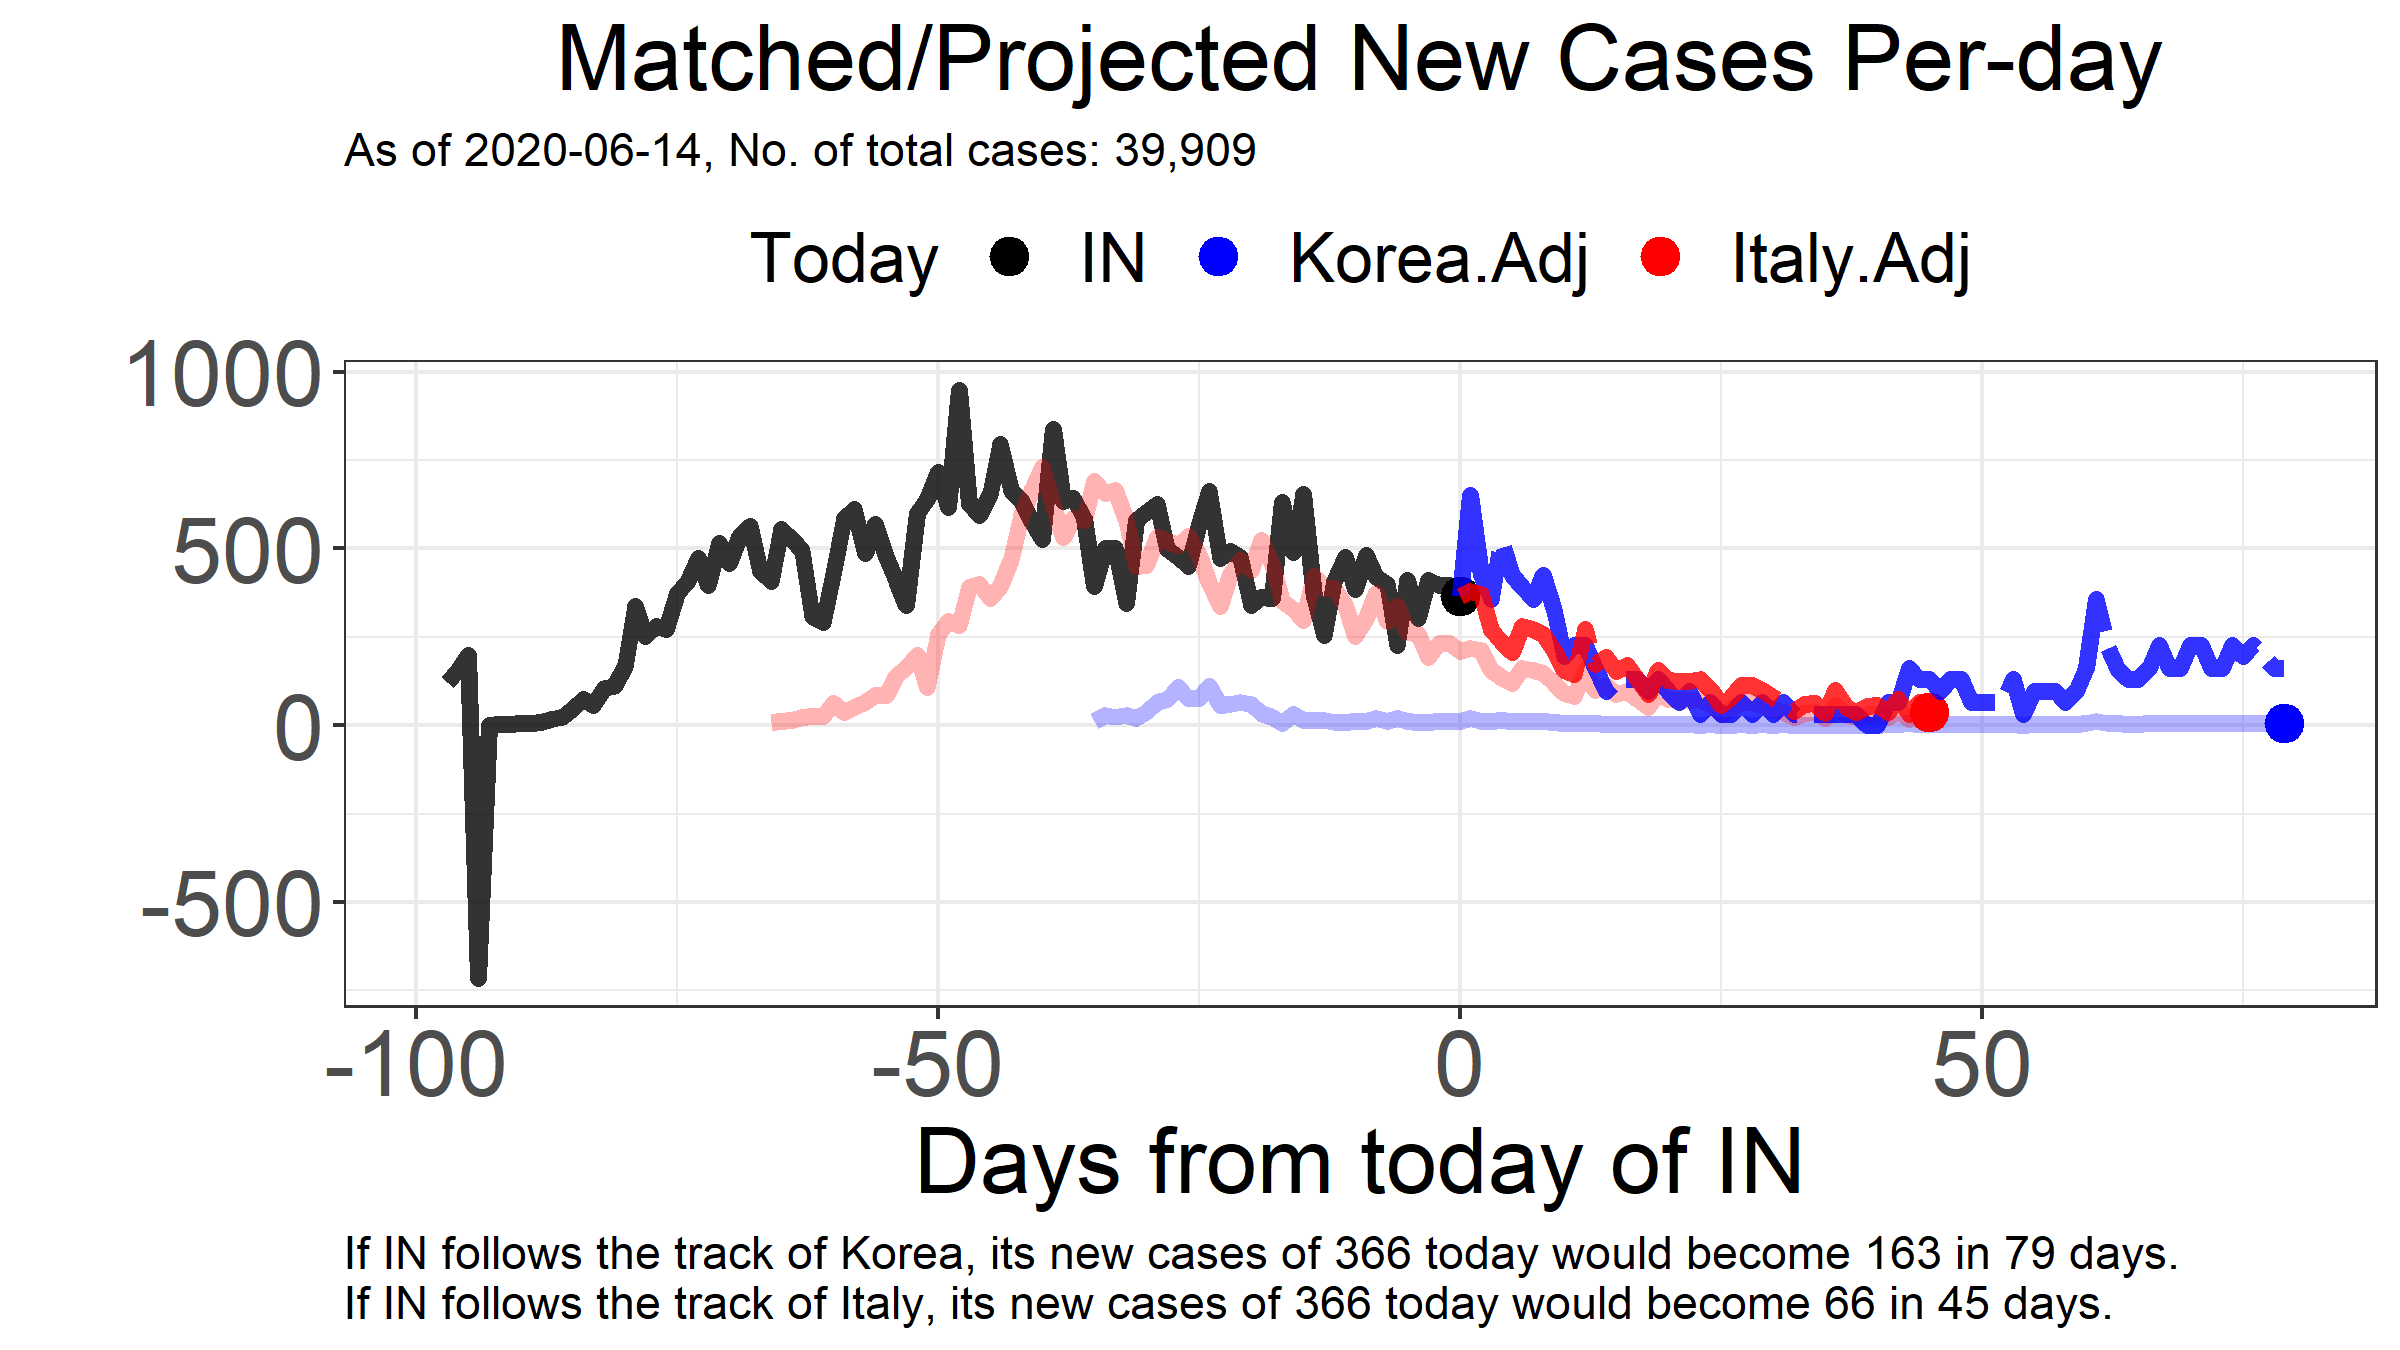 Matched/Projected New Cases Per-day
As of 2020-06-14, No. of total cases: 39,909
Today IN Korea.Adj Italy.Adj
1000
500
0
-500
-100 -50 0 50
Days from today of IN
If IN follows the track of Korea, its new cases of 366 today would become 163 in 79 days.
If IN follows the track of Italy, its new cases of 366 today would become 66 in 45 days.